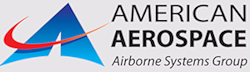 AMERICAN
AEROSPACE
Airborne Systems Group